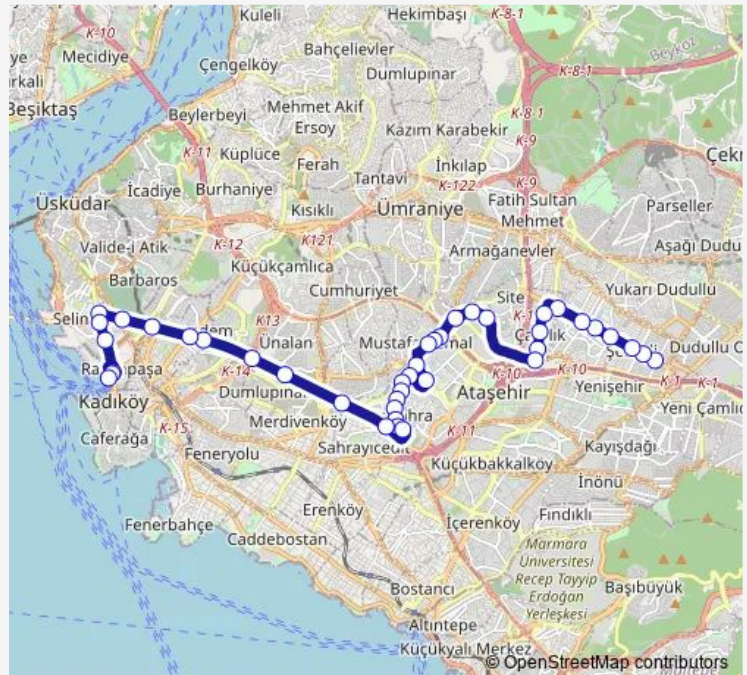 Kuleli
Hekimbaşı
K-8-1
K-10
Mecidiye
Bahçelievler
Çengelköy
Dumlupınar
K-8-1
Beykoz
Beşiktaş
Beylerbeyi
Mehmet Akif
Ersoy
K-8-1
Kazım Karabekir
K-9
K-11
Küplüce
Ferah
İnkılap
Tantavi
K-122
K-9
İcadiye
Burhaniye
Üsküdar
Kısıklı
Ümraniye
Fatih Sultan
Mehmet
Parseller
Valide-i Atik
K-12
K121
Armağanevler
Aşağı Dudu
Küçükçamlıca
Barbaros
Cumhuriyet
Site
Yukarı Dudullu
Selim
K13
Ünalan
Dudullu O
K-14
Dumlupına
K-10
K-10
K-1
K-1
Kadıköy
Ataşehir
Yenişehir
Merdivenköy
Yeni Çamlıc
Caferağa
K-15
Feneryolu
Sahrayıcedit
K-11
Kayışdağı
Küçükbakkalköy
İnönü
Erenköy
Fındıklı
Fenerbahçe
Caddebostan
İçerenköy
Marmara
Üniversitesi
Recep Tayyip
Erdoğan
Yerleşkesi
Başıbüyük
Bostancı
Altıntepe
Küçükyalı Merkez
© OpenStreetMap contributors